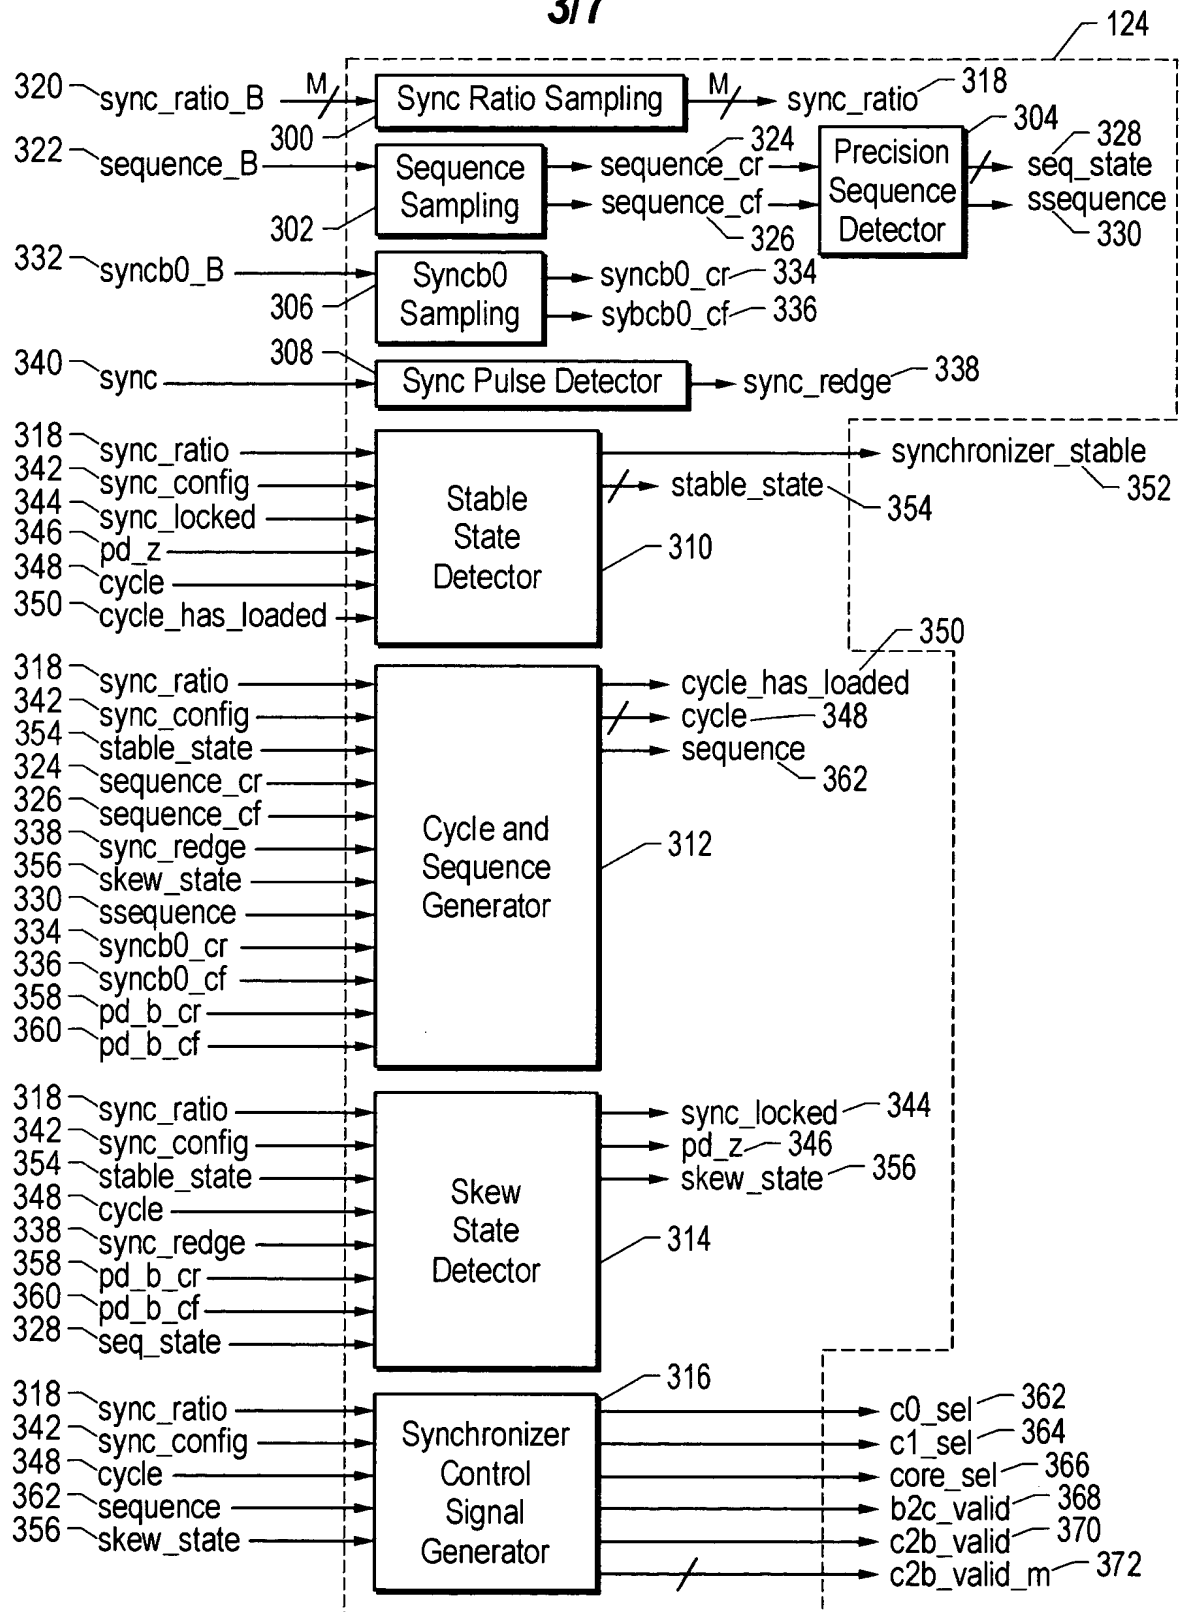 3/7
124
320 sync_ratio_B M 300 Sync Ratio Sampling M sync_ratio 318
322 sequence_B 302 Sequence Sampling sequence_cr 324 sequence_cf 326 Precision Sequence Detector 304 seq_state 328 ssequence 330
332 syncb0_B 306 Syncb0 Sampling syncb0_cr 334 sybcb0_cf 336
340 sync 308 Sync Pulse Detector sync_redge 338
318 sync_ratio
342 sync_config
344 sync_locked
346 pd_z
348 cycle
350 cycle_has_loaded
Stable
State
Detector
310
synchronizer_stable 352
stable_state 354
318 sync_ratio
342 sync_config
354 stable_state
324 sequence_cr
326 sequence_cf
338 sync_redge
356 skew_state
330 ssequence
334 syncb0_cr
336 syncb0_cf
358 pd_b_cr
360 pd_b_cf
Cycle and
Sequence
Generator
312
cycle_has_loaded 350
cycle 348
sequence 362
318 sync_ratio
342 sync_config
354 stable_state
348 cycle
338 sync_redge
358 pd_b_cr
360 pd_b_cf
328 seq_state
Skew
State
Detector
314
sync_locked 344
pd_z 346
skew_state 356
318 sync_ratio
342 sync_config
348 cycle
362 sequence
356 skew_state
Synchronizer
Control
Signal
Generator
316
c0_sel 362
c1_sel 364
core_sel 366
b2c_valid 368
c2b_valid 370
c2b_valid_m 372